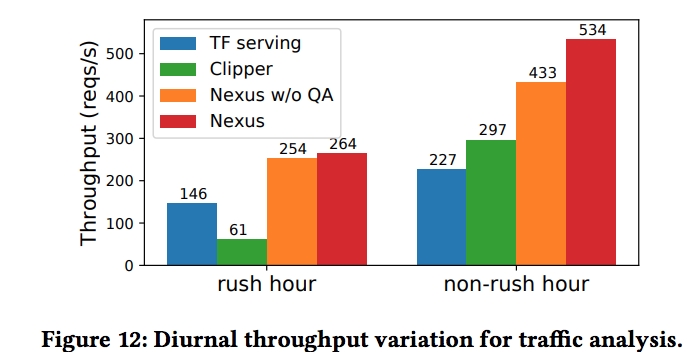 Throughput (reqs/s)
500
400
300
200
100
0
TF serving
Clipper
Nexus w/o QA
Nexus
146
61
254
264
227
297
433
534
rush hour
non-rush hour
Figure 12: Diurnal throughput variation for traffic analysis.